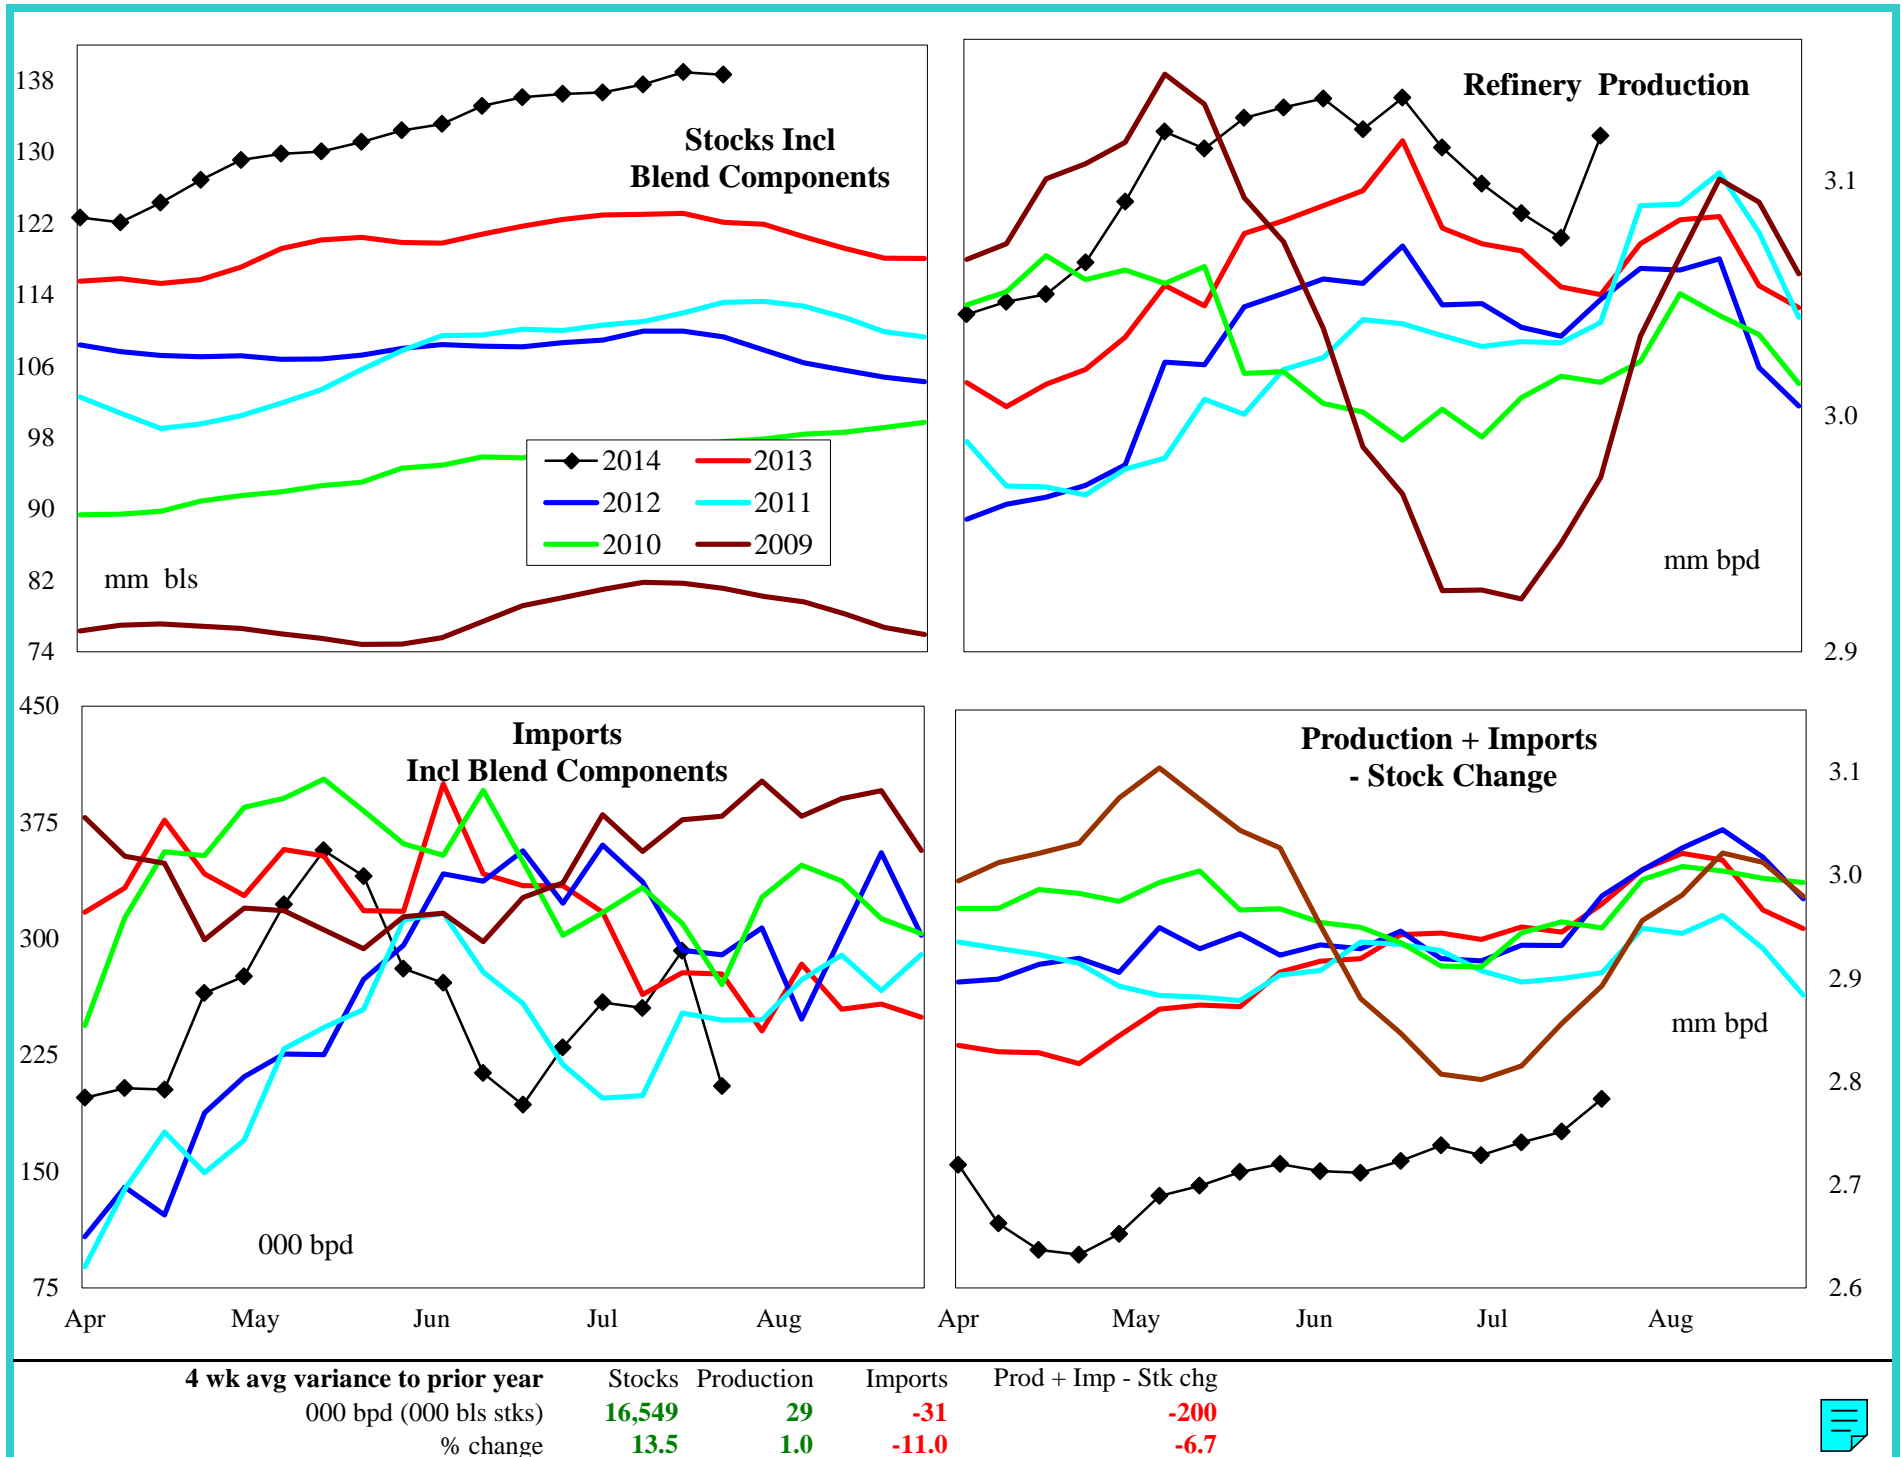 138
130
122
114
106
98
90
82
74
Stocks Incl
Blend Components
mm bls
2014 2013
2012 2011
2010 2009
Refinery Production
mm bpd
3.1
3.0
2.9
450
375
300
225
150
75
Imports
Incl Blend Components
000 bpd
Apr May Jun Jul Aug
Production + Imports
- Stock Change
mm bpd
3.1
3.0
2.9
2.8
2.7
2.6
Apr May Jun Jul Aug
4 wk avg variance to prior year Stocks Production Imports Prod + Imp - Stk chg
000 bpd (000 bls stks) 16,549 29 -31 -200
% change 13.5 1.0 -11.0 -6.7